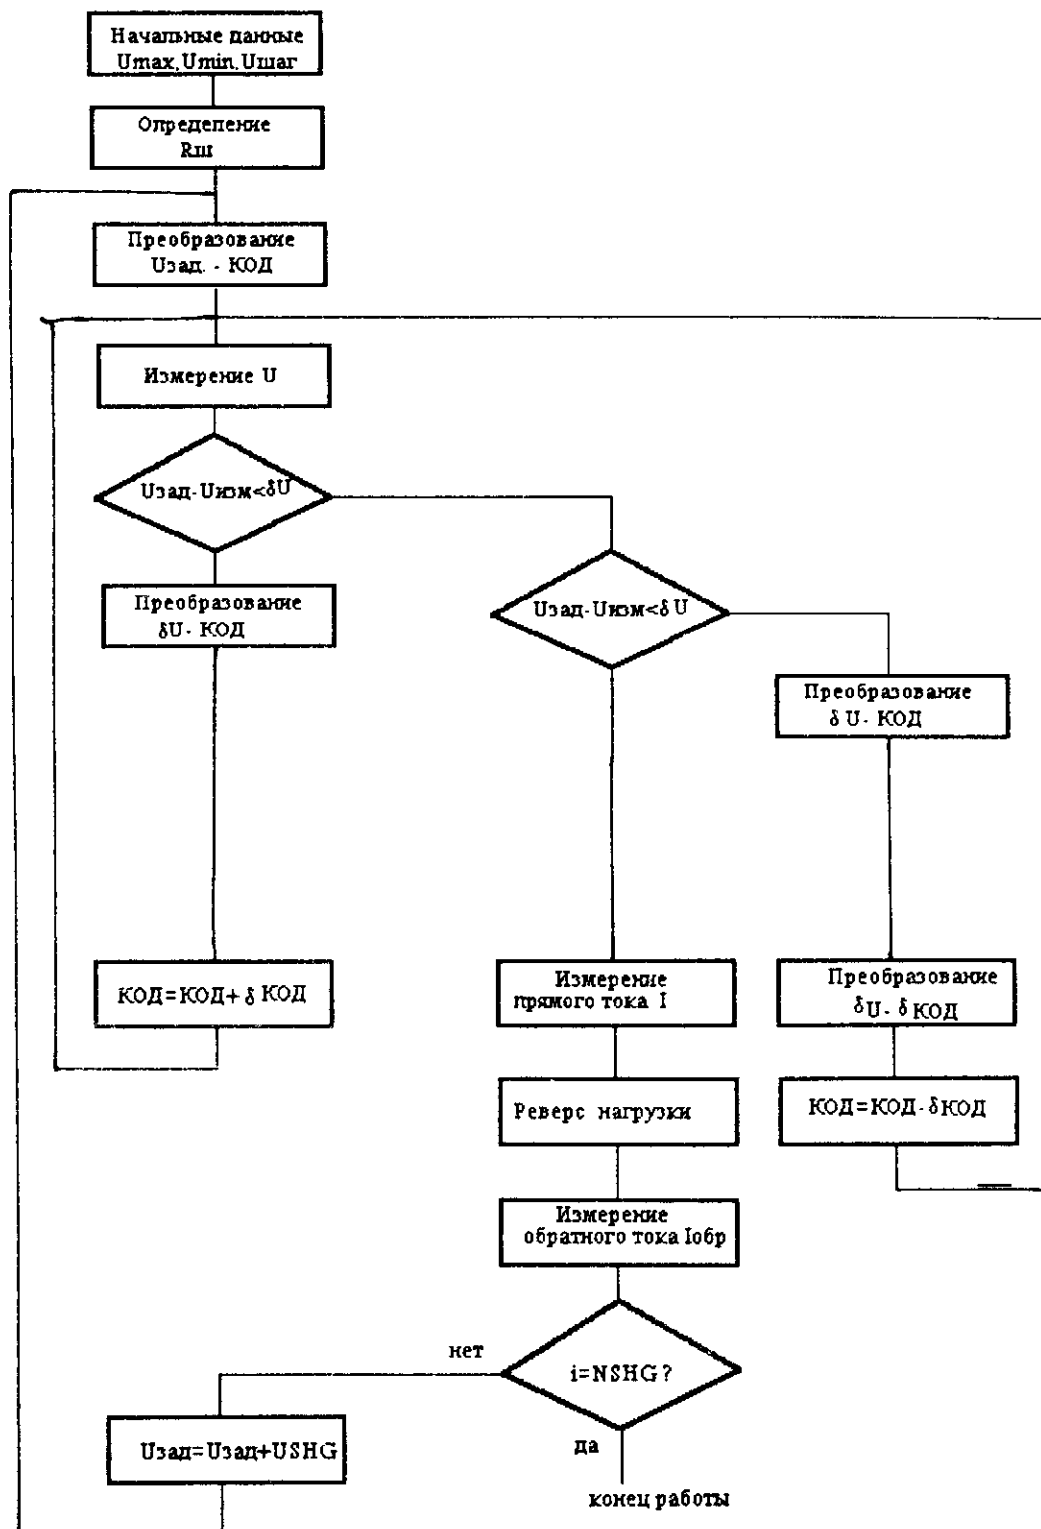 Начальные данные
Umax,Umin,Uшаг
Определение
Rш
Преобразование
Uзад. - КОД
Измерение U
Uзад-Uизм<δU
Преобразование
δU - КОД
Uзад-Uизм<δU
Преобразование
δU - КОД
КОД=КОД+δКОД
Измерение
прямого тока I
Преобразование
δU - δКОД
Реверс нагрузки
КОД=КОД-δКОД
Измерение
обратного тока Iобр
нет
i=NSHG?
Uзад=Uзад+USHG
да
конец работы